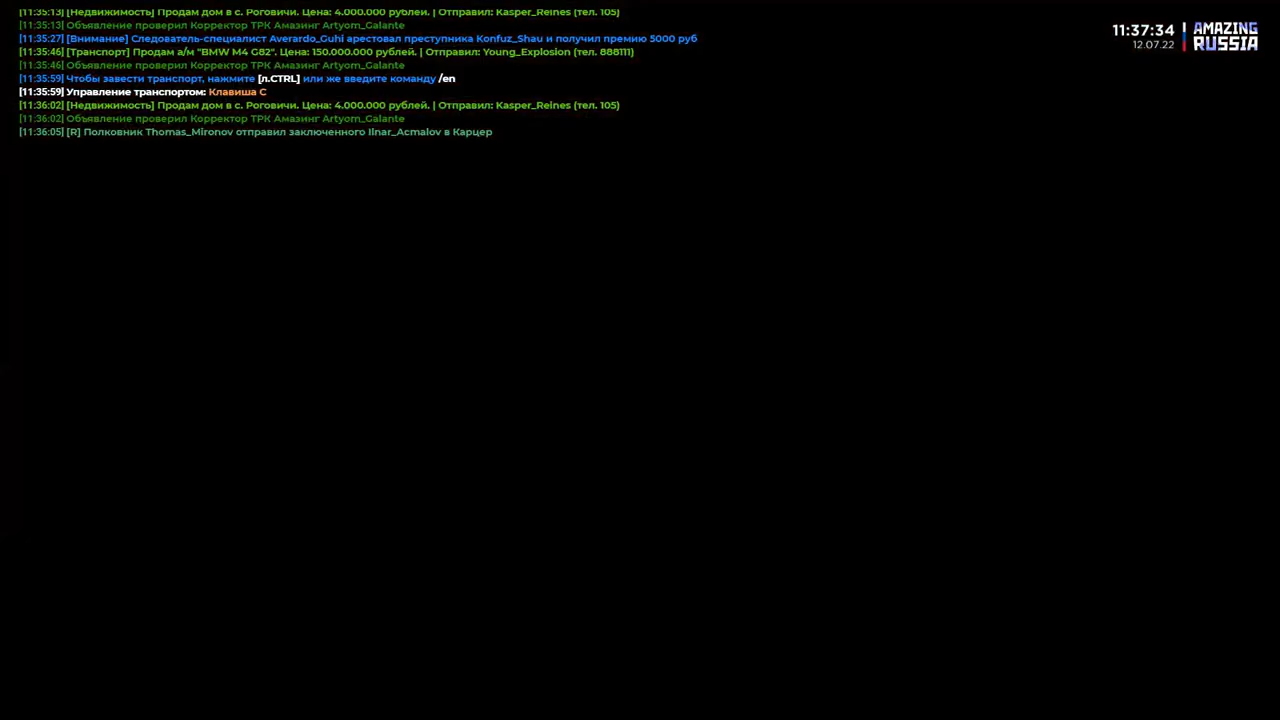 [11:35:13] [Недвижимость] Продам дом в с. Роговичи. Цена: 4.000.000 рублей. | Отправил: Kasper_Reines (тел. 105)
[11:35:13] Объявление проверил Корректор ТРК Амазинг Artyom_Galante
[11:35:27] [Внимание] Следователь-специалист Averardo_Guhi арестовал преступника Konfuz_Shau и получил премию 5000 руб
[11:35:46] [Транспорт] Продам а/м "BMW M4 G82". Цена: 150.000.000 рублей. | Отправил: Young_Explosion (тел. 888111)
[11:35:46] Объявление проверил Корректор ТРК Амазинг Artyom_Galante
[11:35:59] Чтобы завести транспорт, нажмите [л.CTRL] или же введите команду /en
[11:35:59] Управление транспортом: Клавиша C
[11:36:02] [Недвижимость] Продам дом в с. Роговичи. Цена: 4.000.000 рублей. | Отправил: Kasper_Reines (тел. 105)
[11:36:02] Объявление проверил Корректор ТРК Амазинг Artyom_Galante
[11:36:05] [R] Полковник Thomas_Mironov отправил заключенного Ilnar_Acmalov в Карцер
11:37:34
12.07.22
AMAZING
RUSSIA